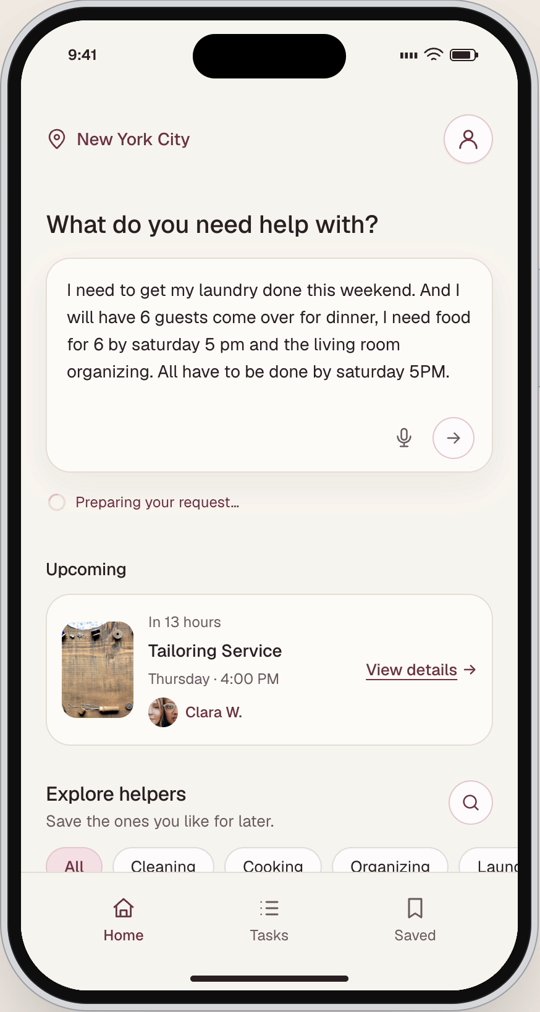 9:41
New York City
What do you need help with?
I need to get my laundry done this weekend. And I
will have 6 guests come over for dinner, I need food
for 6 by saturday 5 pm and the living room
organizing. All have to be done by saturday 5PM.
Preparing your request...
Upcoming
In 13 hours
Tailoring Service
Thursday · 4:00 PM
Clara W.
View details →
Explore helpers
Save the ones you like for later.
All Cleaning Cooking Organizing Laun
Home Tasks Saved